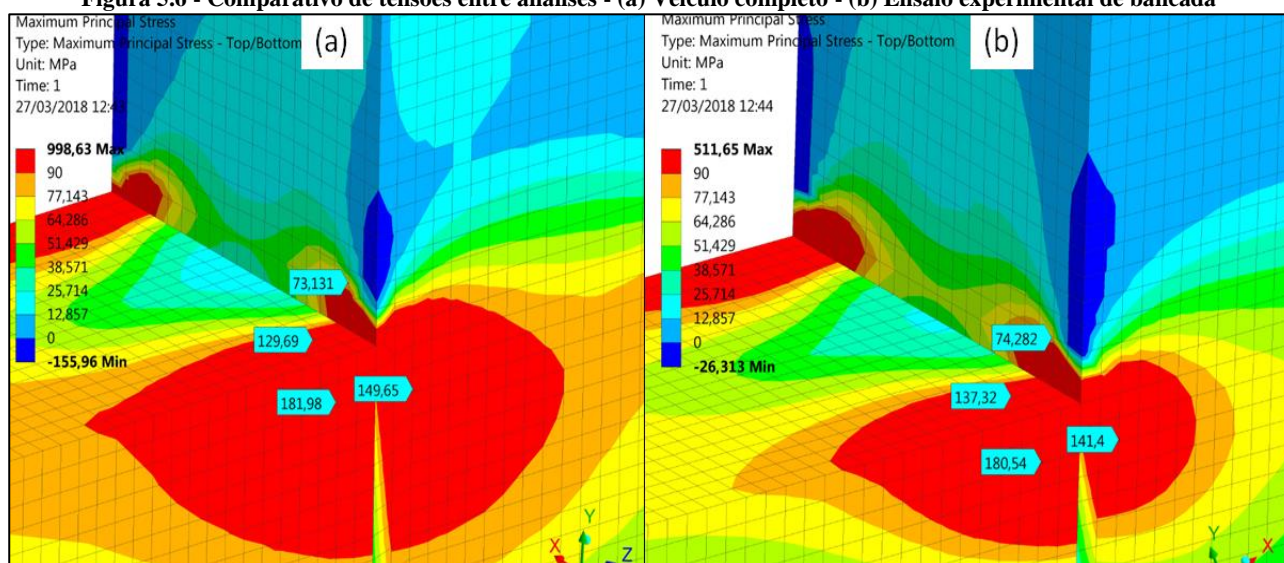 Figura 5.6 - Comparativo de tensões entre análises - (a) Veículo completo - (b) Ensaio experimental de bancada
Maximum Principal Stress
Type: Maximum Principal Stress - Top/Bottom
Unit: MPa
Time: 1
27/03/2018 12:4
(a)
998,63 Max
90
77,143
64,286
51,429
38,571
25,714
12,857
0
-155,96 Min
73,131
129,69
149,65
181,98
Y
X
Z
Maximum Principal Stress
Type: Maximum Principal Stress - Top/Bottom
Unit: MPa
Time: 1
27/03/2018 12:44
(b)
511,65 Max
90
77,143
64,286
51,429
38,571
25,714
12,857
0
-26,313 Min
74,282
137,32
141,4
180,54
Y
X